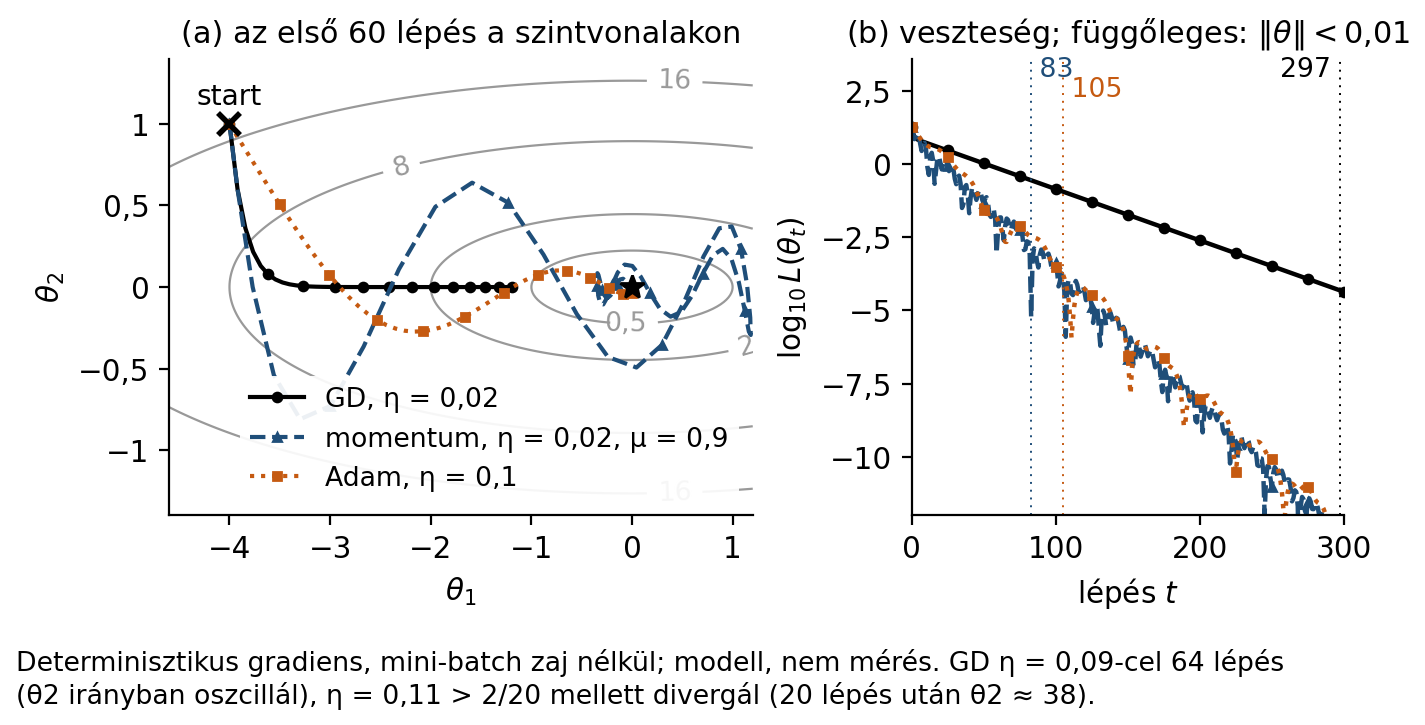 (a) az első 60 lépés a szintvonalakon
start
16
8
2
0,5
16
1
0,5
0
−0,5
−1
θ2
GD, η = 0,02
momentum, η = 0,02, μ = 0,9
Adam, η = 0,1
−4 −3 −2 −1 0 1
θ1
(b) veszteség; függőleges: ‖θ‖ < 0,01
83
105
297
2,5
0
−2,5
−5
−7,5
−10
log10 L(θt)
0 100 200 300
lépés t
Determinisztikus gradiens, mini-batch zaj nélkül; modell, nem mérés. GD η = 0,09-cel 64 lépés
(θ2 irányban oszcillál), η = 0,11 > 2/20 mellett divergál (20 lépés után θ2 ≈ 38).